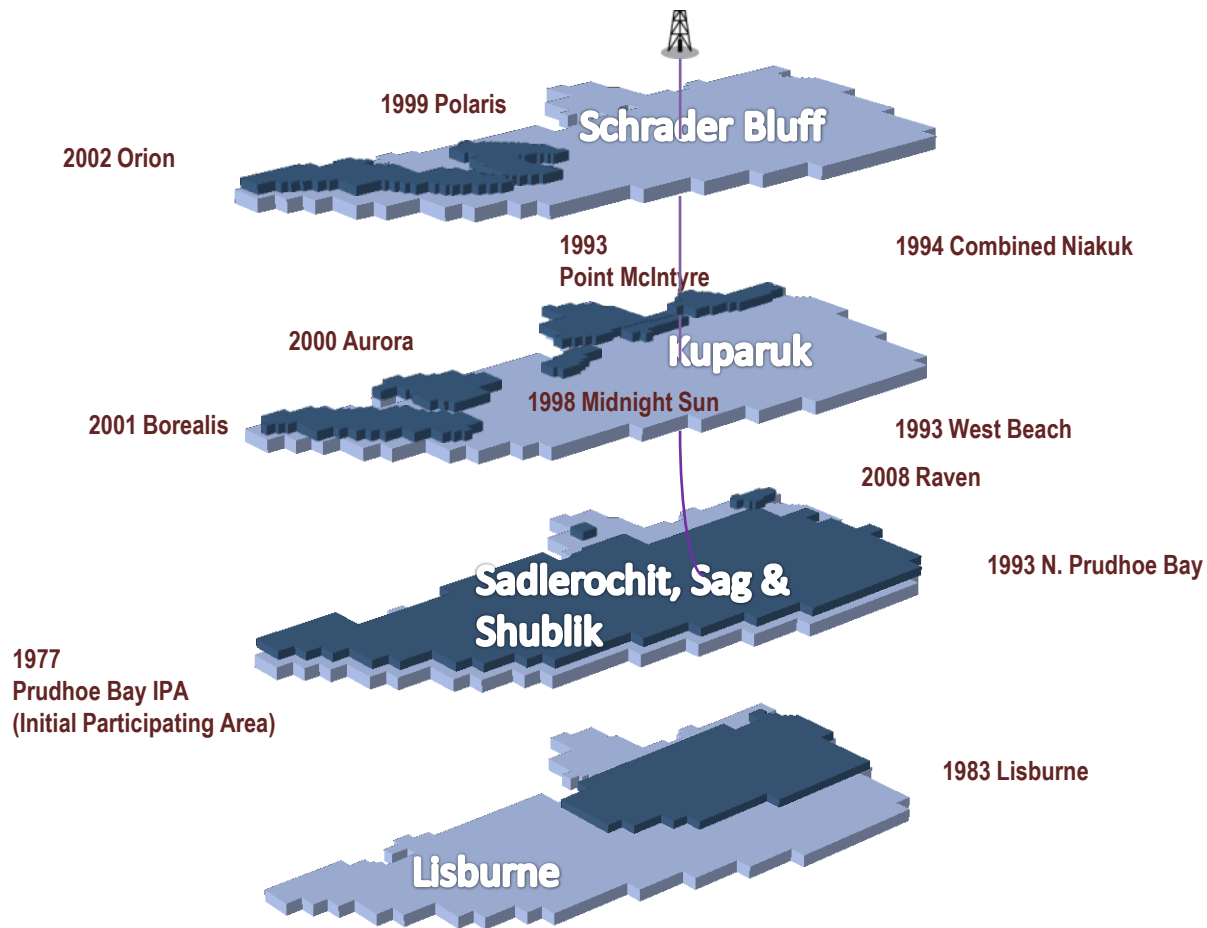 1999 Polaris
Schrader Bluff
2002 Orion
1993
Point McIntyre
1994 Combined Niakuk
2000 Aurora
Kuparuk
1998 Midnight Sun
2001 Borealis
1993 West Beach
2008 Raven
1993 N. Prudhoe Bay
Sadlerochit, Sag &
Shublik
1977
Prudhoe Bay IPA
(Initial Participating Area)
1983 Lisburne
Lisburne